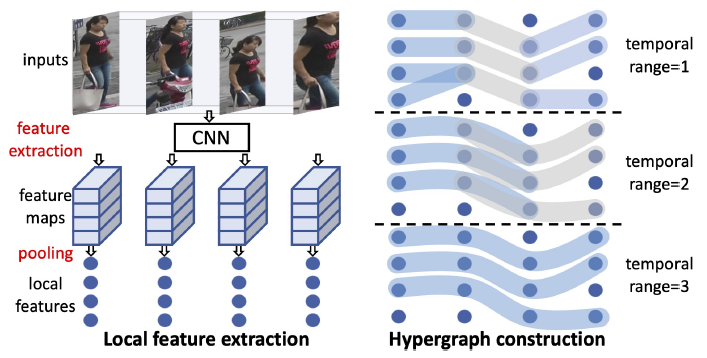 inputs
feature
extraction
CNN
feature
maps
pooling
local
features
Local feature extraction
temporal
range=1
temporal
range=2
temporal
range=3
Hypergraph construction